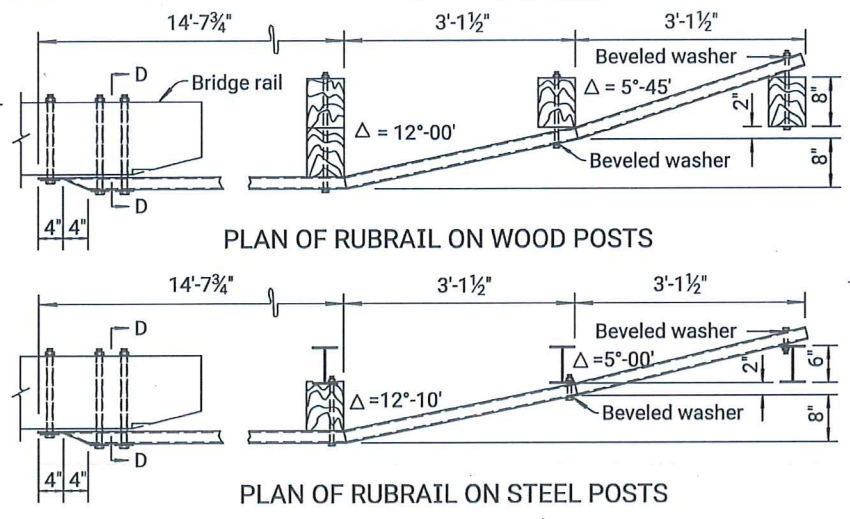 14'-7¾"
3'-1½"
3'-1½"
D
Bridge rail
Beveled washer
Δ = 5°-45'
Δ = 12°-00'
2"
8"
Beveled washer
8"
D
4" 4"
PLAN OF RUBRAIL ON WOOD POSTS
14'-7¾"
3'-1½"
3'-1½"
D
Beveled washer
Δ =5°-00'
2"
6"
Δ =12°-10'
Beveled washer
8"
D
4" 4"
PLAN OF RUBRAIL ON STEEL POSTS